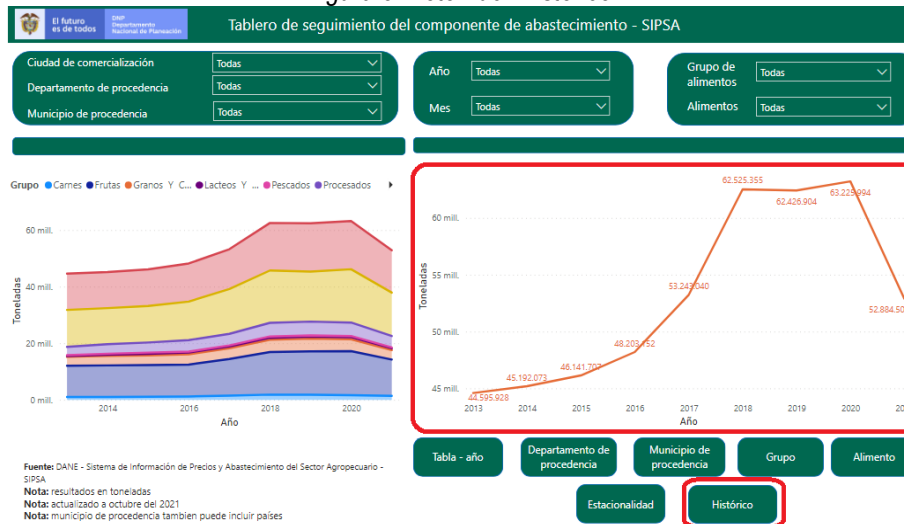 El futuro
es de todos
DNP
Departamento
Nacional de Planeación
Tablero de seguimiento del componente de abastecimiento - SIPSA
Ciudad de comercialización
Todas
Departamento de procedencia
Todas
Municipio de procedencia
Todas
Año
Todas
Mes
Todas
Grupo de
alimentos
Todas
Alimentos
Todas
Grupo Carnes Frutas Granos Y C... Lacteos Y ... Pescados Procesados
60 mill.
40 mill.
20 mill.
0 mill.
Toneladas
2014 2016 2018 2020
Año
60 mill.
55 mill.
50 mill.
45 mill.
Toneladas
44.595.928
45.192.073
46.141.707
48.203.152
53.243.040
62.525.355
62.426.904
63.225.994
52.884.50
2013 2014 2015 2016 2017 2018 2019 2020 20
Año
Tabla - año
Departamento de
procedencia
Municipio de
procedencia
Grupo
Alimento
Estacionalidad
Histórico
Fuente: DANE - Sistema de Información de Precios y Abastecimiento del Sector Agropecuario -
SIPSA
Nota: resultados en toneladas
Nota: actualizado a octubre del 2021
Nota: municipio de procedencia tambien puede incluir países